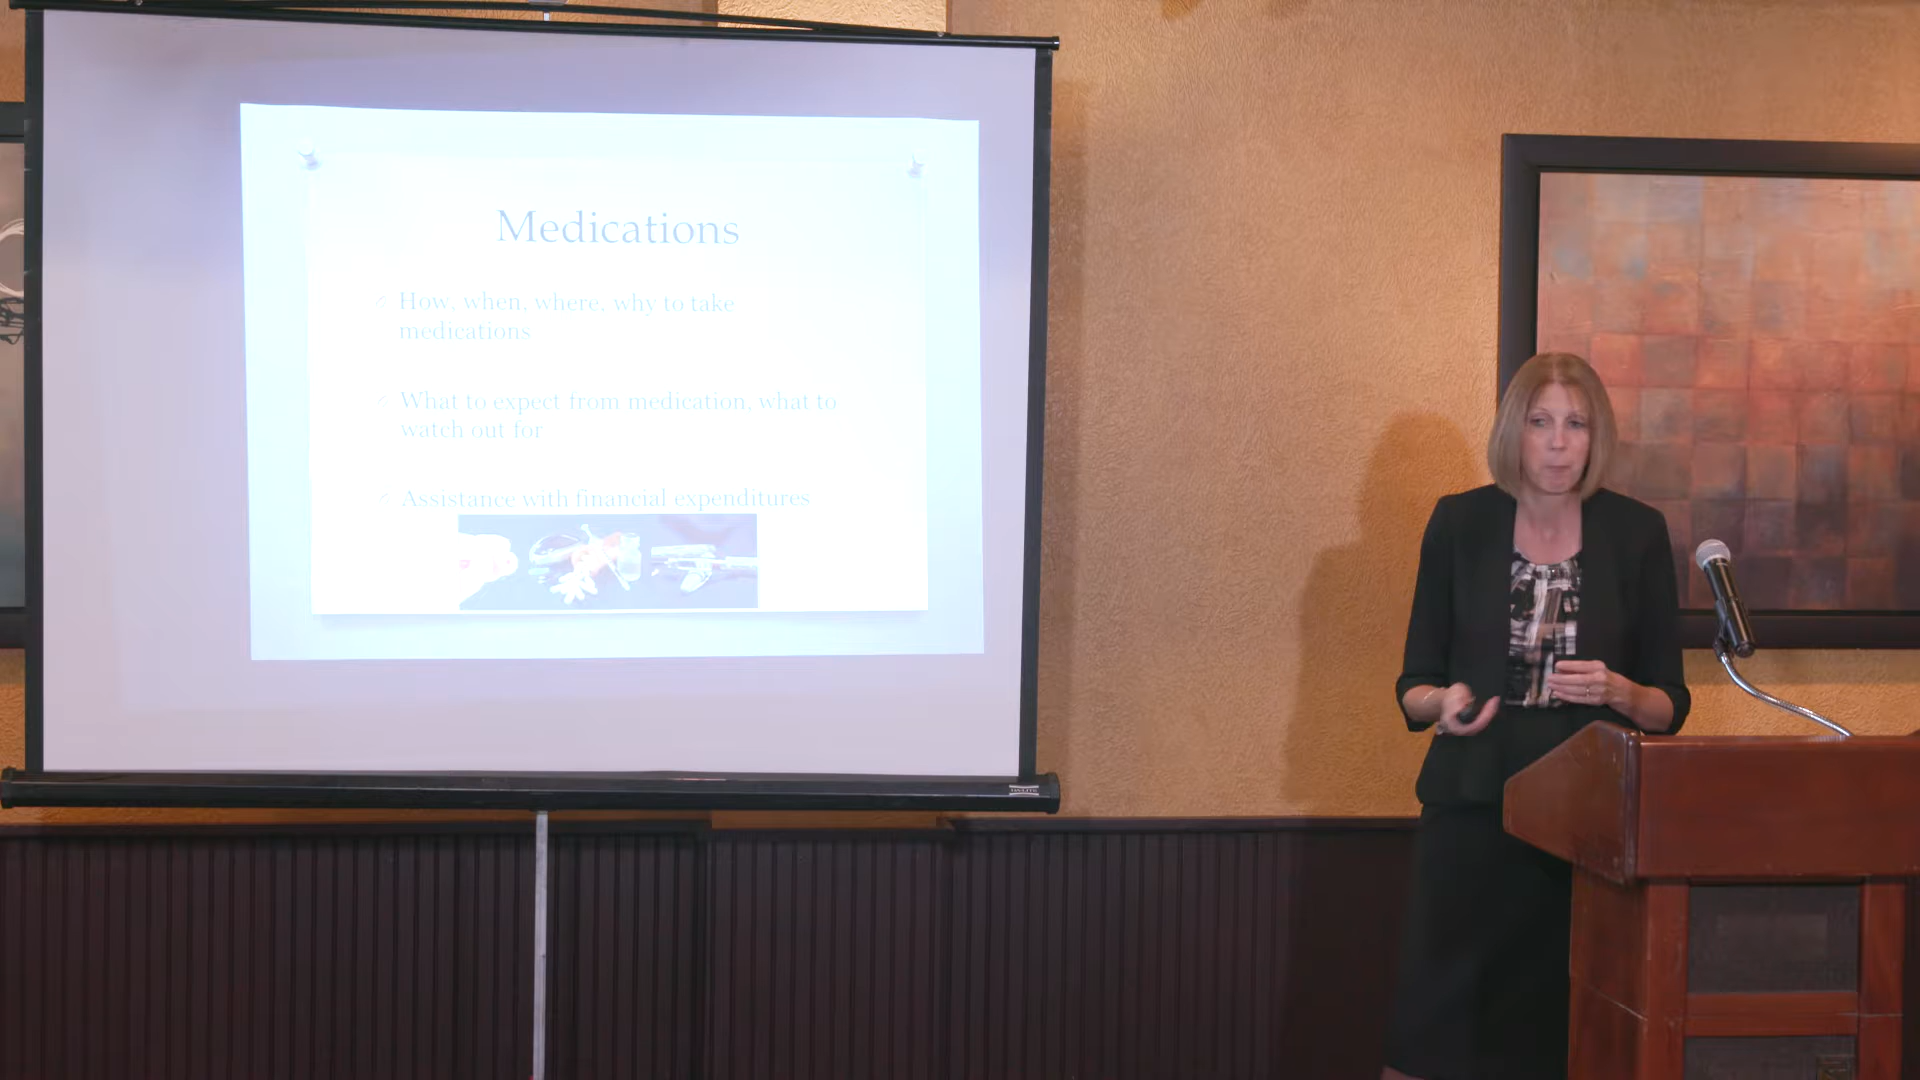 Medications
How, when, where, why to take
medications
What to expect from medication, what to
watch out for
Assistance with financial expenditures